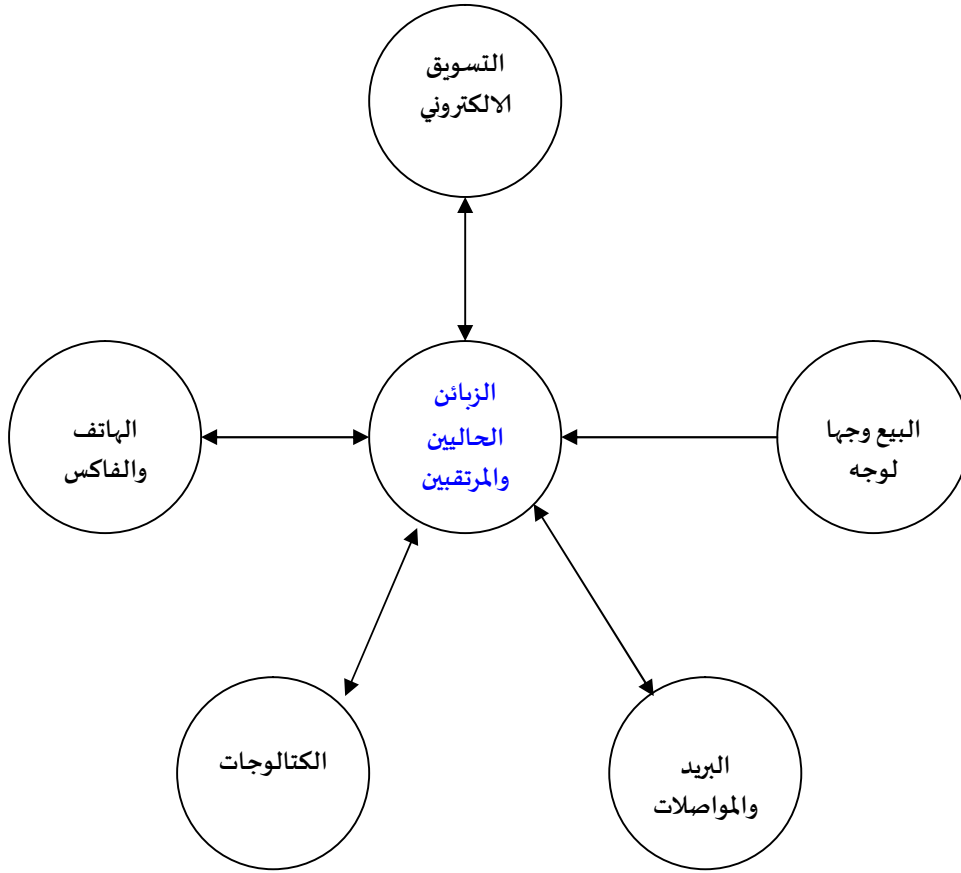 التسويق
الالكتروني
الزبائن
الحاليين
والمرتقبين
البيع وجها
لوجه
الهاتف
والفاكس
البريد
والمواصلات
الكتالوجات